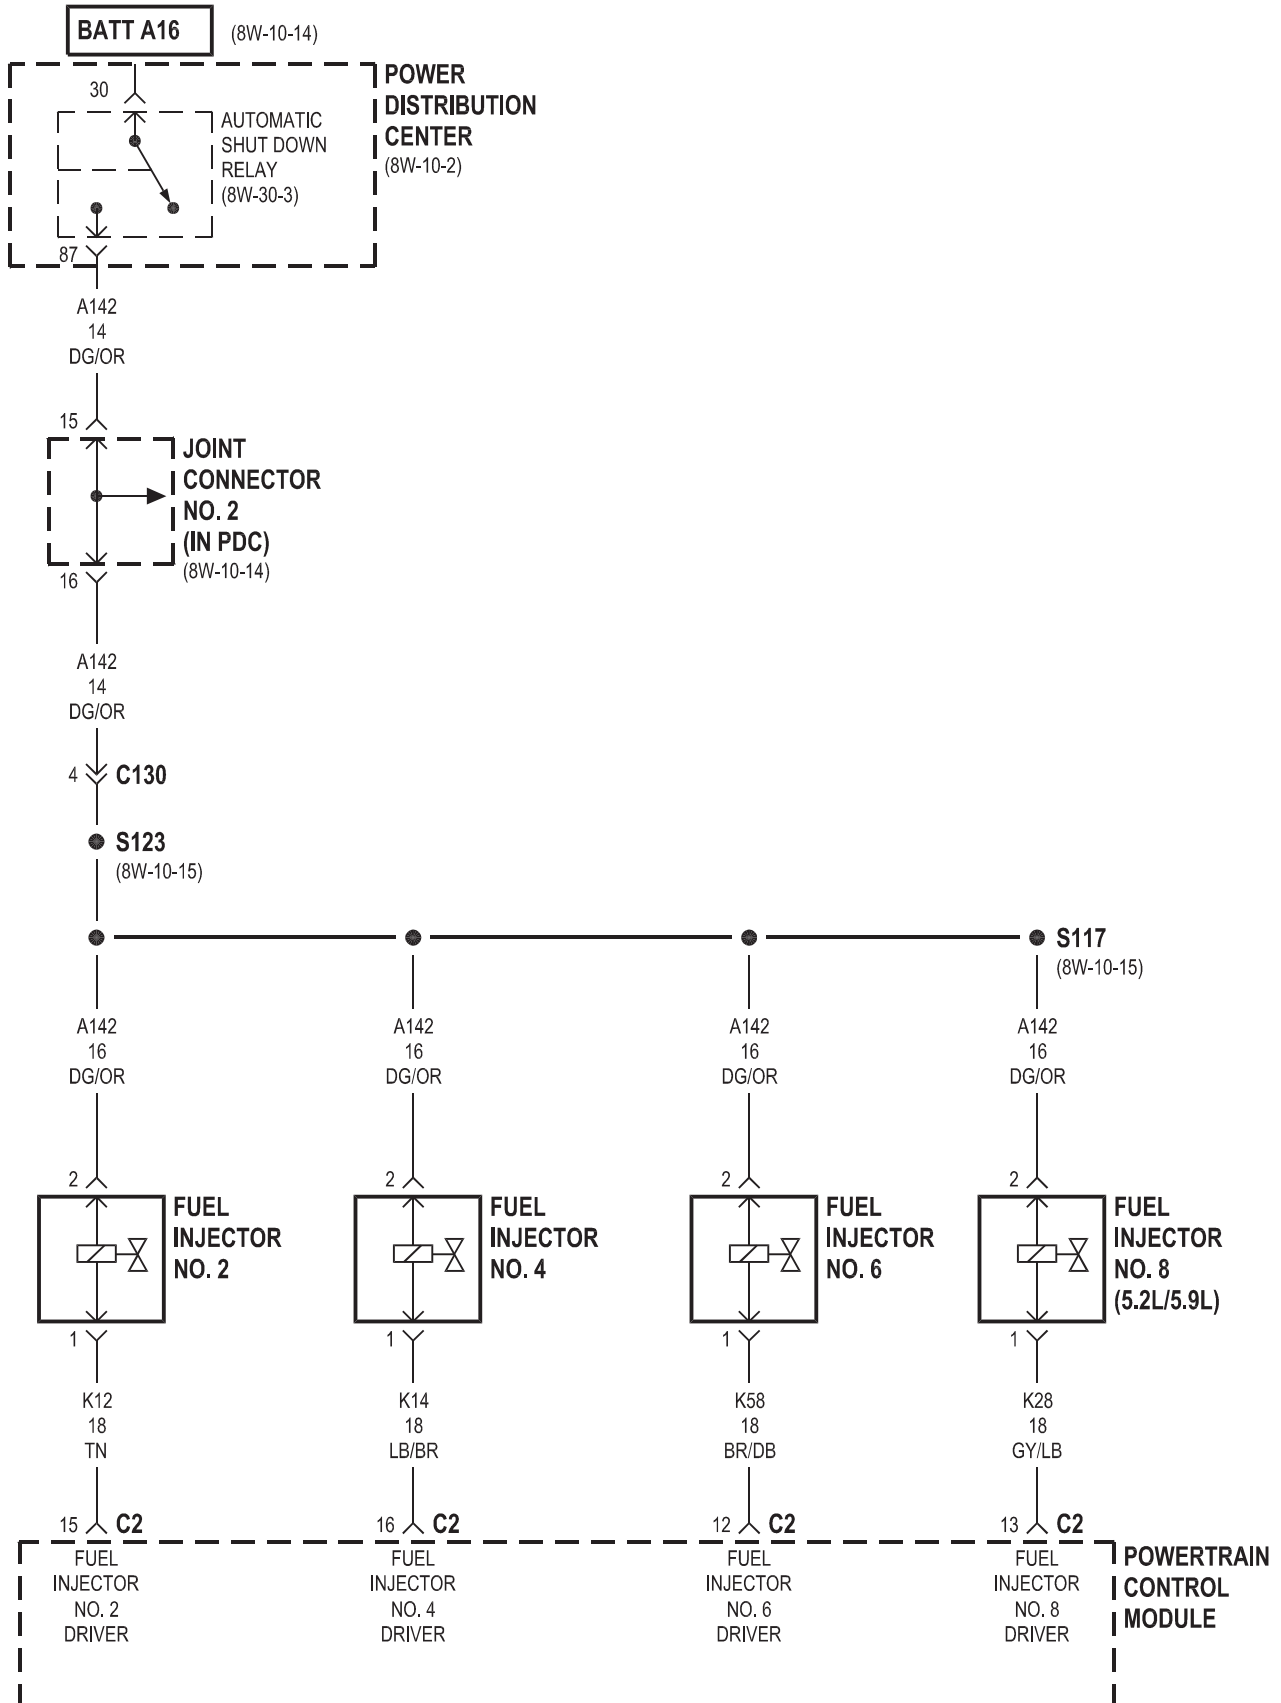 BATT A16
(8W-10-14)
POWER
DISTRIBUTION
CENTER
(8W-10-2)
30
AUTOMATIC
SHUT DOWN
RELAY
(8W-30-3)
87
A142
14
DG/OR
15
JOINT
CONNECTOR
NO. 2
(IN PDC)
(8W-10-14)
16
A142
14
DG/OR
4
C130
S123
(8W-10-15)
S117
(8W-10-15)
A142
16
DG/OR
A142
16
DG/OR
A142
16
DG/OR
A142
16
DG/OR
2
FUEL
INJECTOR
NO. 2
2
FUEL
INJECTOR
NO. 4
2
FUEL
INJECTOR
NO. 6
2
FUEL
INJECTOR
NO. 8
(5.2L/5.9L)
1
1
1
1
K12
18
TN
K14
18
LB/BR
K58
18
BR/DB
K28
18
GY/LB
15
C2
16
C2
12
C2
13
C2
FUEL
INJECTOR
NO. 2
DRIVER
FUEL
INJECTOR
NO. 4
DRIVER
FUEL
INJECTOR
NO. 6
DRIVER
FUEL
INJECTOR
NO. 8
DRIVER
POWERTRAIN
CONTROL
MODULE